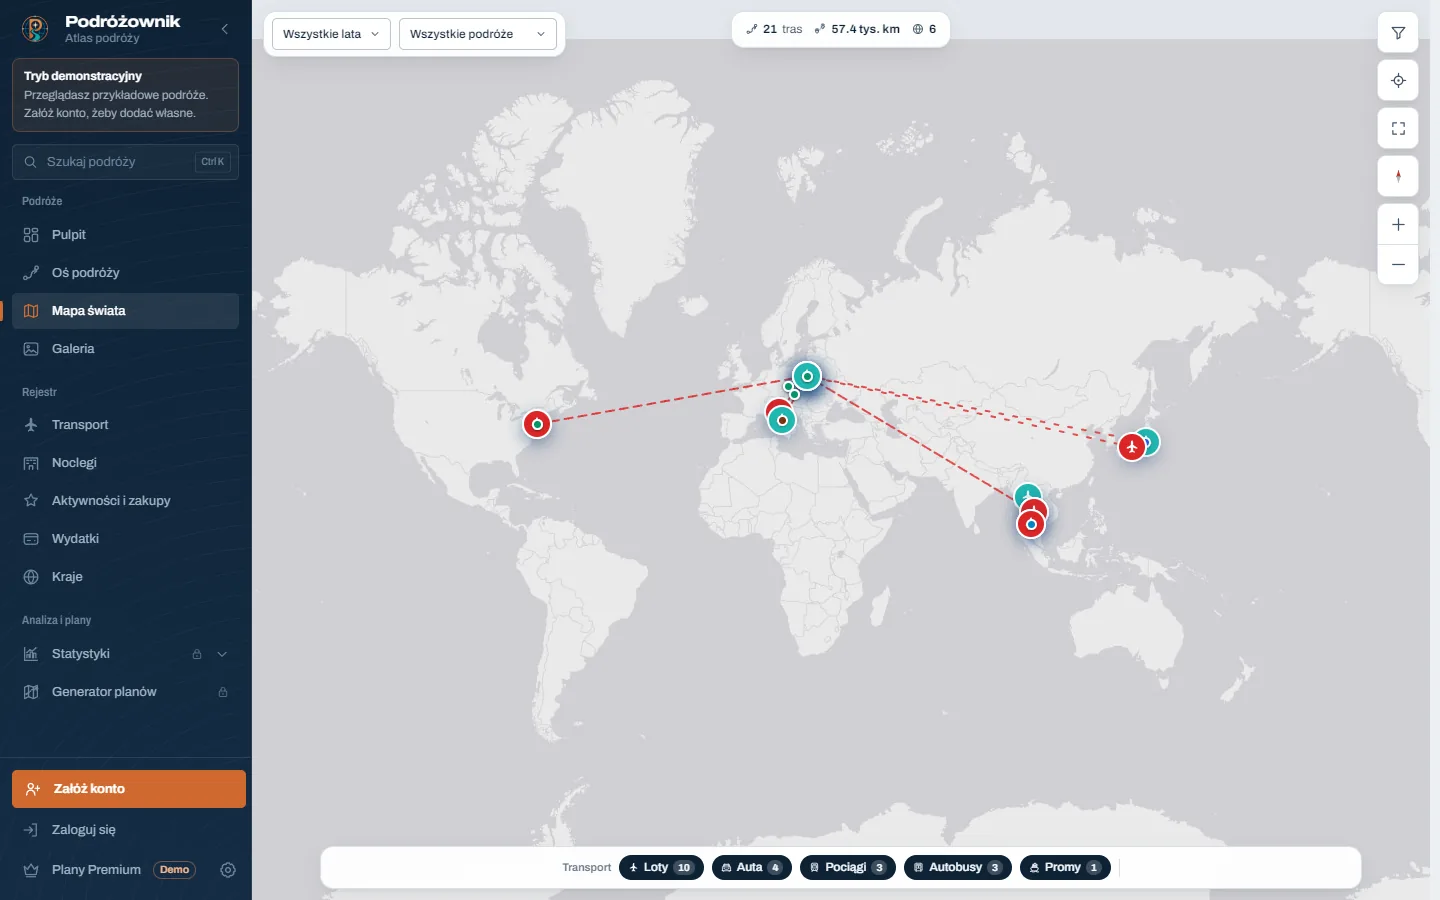 Podróżownik
Atlas podróży
Tryb demonstracyjny
Przeglądasz przykładowe podróże.
Załóż konto, żeby dodać własne.
Szukaj podróży
Ctrl K
Podróże
Pulpit
Oś podróży
Mapa świata
Galeria
Rejestr
Transport
Noclegi
Aktywności i zakupy
Wydatki
Kraje
Analiza i plany
Statystyki
Generator planów
Załóż konto
Zaloguj się
Plany Premium Demo
Wszystkie lata
Wszystkie podróże
21 tras 57.4 tys. km 6
Transport Loty 10 Auta 4 Pociągi 3 Autobusy 3 Promy 1